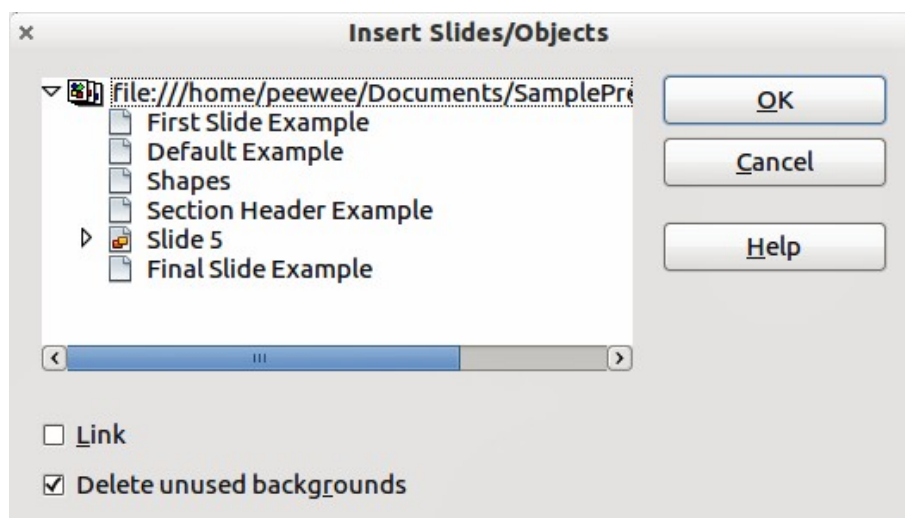 Insert Slides/Objects
file:///home/peewee/Documents/SamplePre
First Slide Example
Default Example
Shapes
Section Header Example
Slide 5
Final Slide Example
OK
Cancel
Help
Link
Delete unused backgrounds